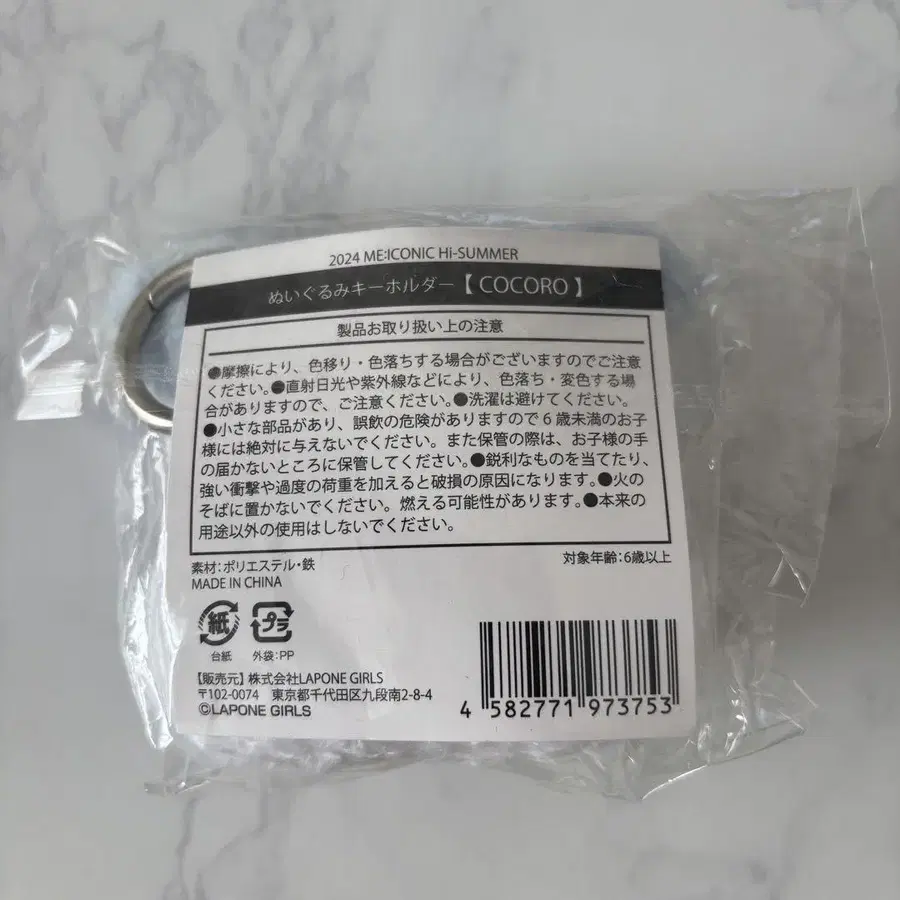 2024 ME:ICONIC Hi-SUMMER
ぬいぐるみキーホルダー【 COCORO 】
製品お取り扱い上の注意
●摩擦により、色移り・色落ちする場合がございますのでご注意
ください。●直射日光や紫外線などにより、色落ち・変色する場
合がありますので、ご注意ください。●洗濯は避けてください。
●小さな部品があり、誤飲の危険がありますので6歳未満のお子
様には絶対に与えないでください。また保管の際は、お子様の手
の届かないところに保管してください。●鋭利なものを当てたり、
強い衝撃や過度の荷重を加えると破損の原因になります。●火の
そばに置かないでください。燃える可能性があります。●本来の
用途以外の使用はしないでください。
素材:ポリエステル・鉄
対象年齢:6歳以上
MADE IN CHINA
紙
プラ
台紙
外袋:PP
【販売元】株式会社LAPONE GIRLS
〒102-0074 東京都千代田区九段南2-8-4
©LAPONE GIRLS
4 582771 973753